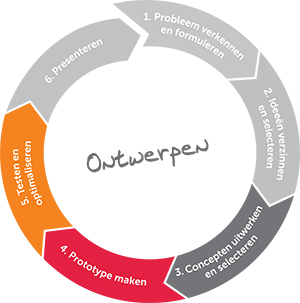 1. Probleem verkennen
en formuleren
2. Ideeën verzinnen
en selecteren
3. Concepten uitwerken
en selecteren
4. Prototype maken
5. Testen en
optimaliseren
6. Presenteren
Ontwerpen